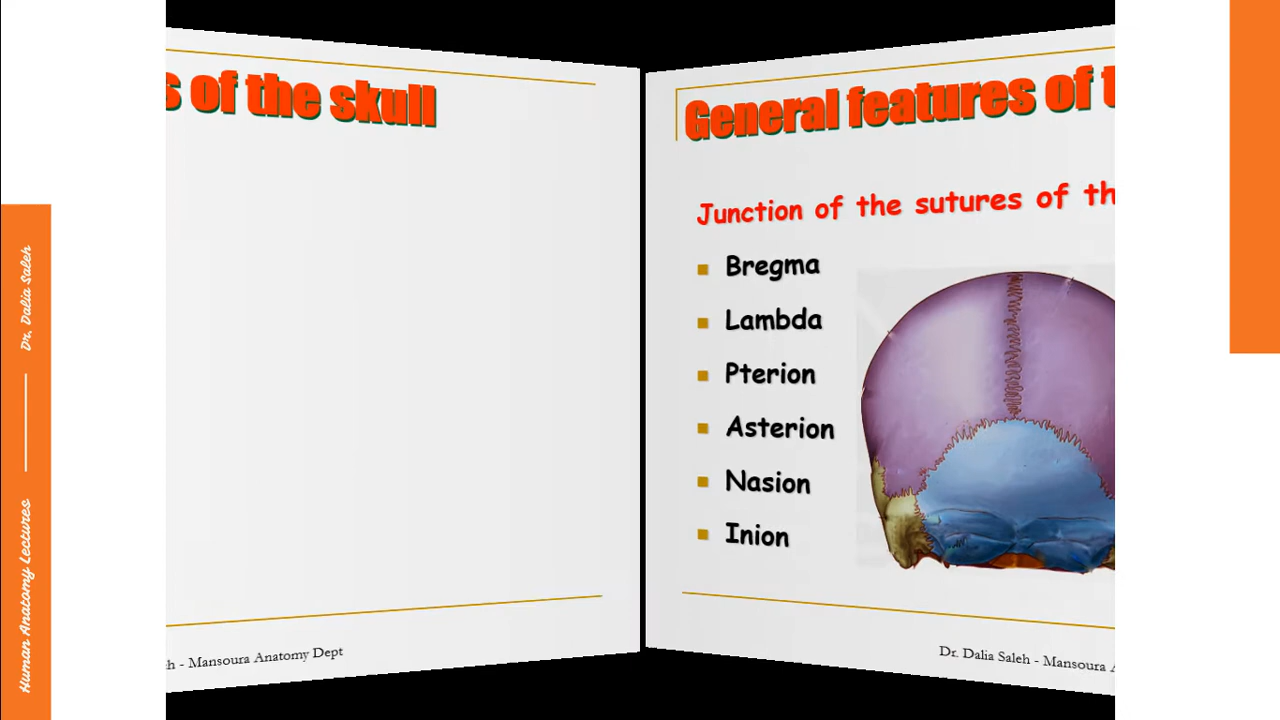 s of the skull
Mansoura Anatomy Dept
General features of
Junction of the sutures of
Bregma
Lambda
Pterion
Asterion
Nasion
Inion
Dr. Dalia Saleh - Mansoura
Dr. Dalia Saleh
Human Anatomy Lectures